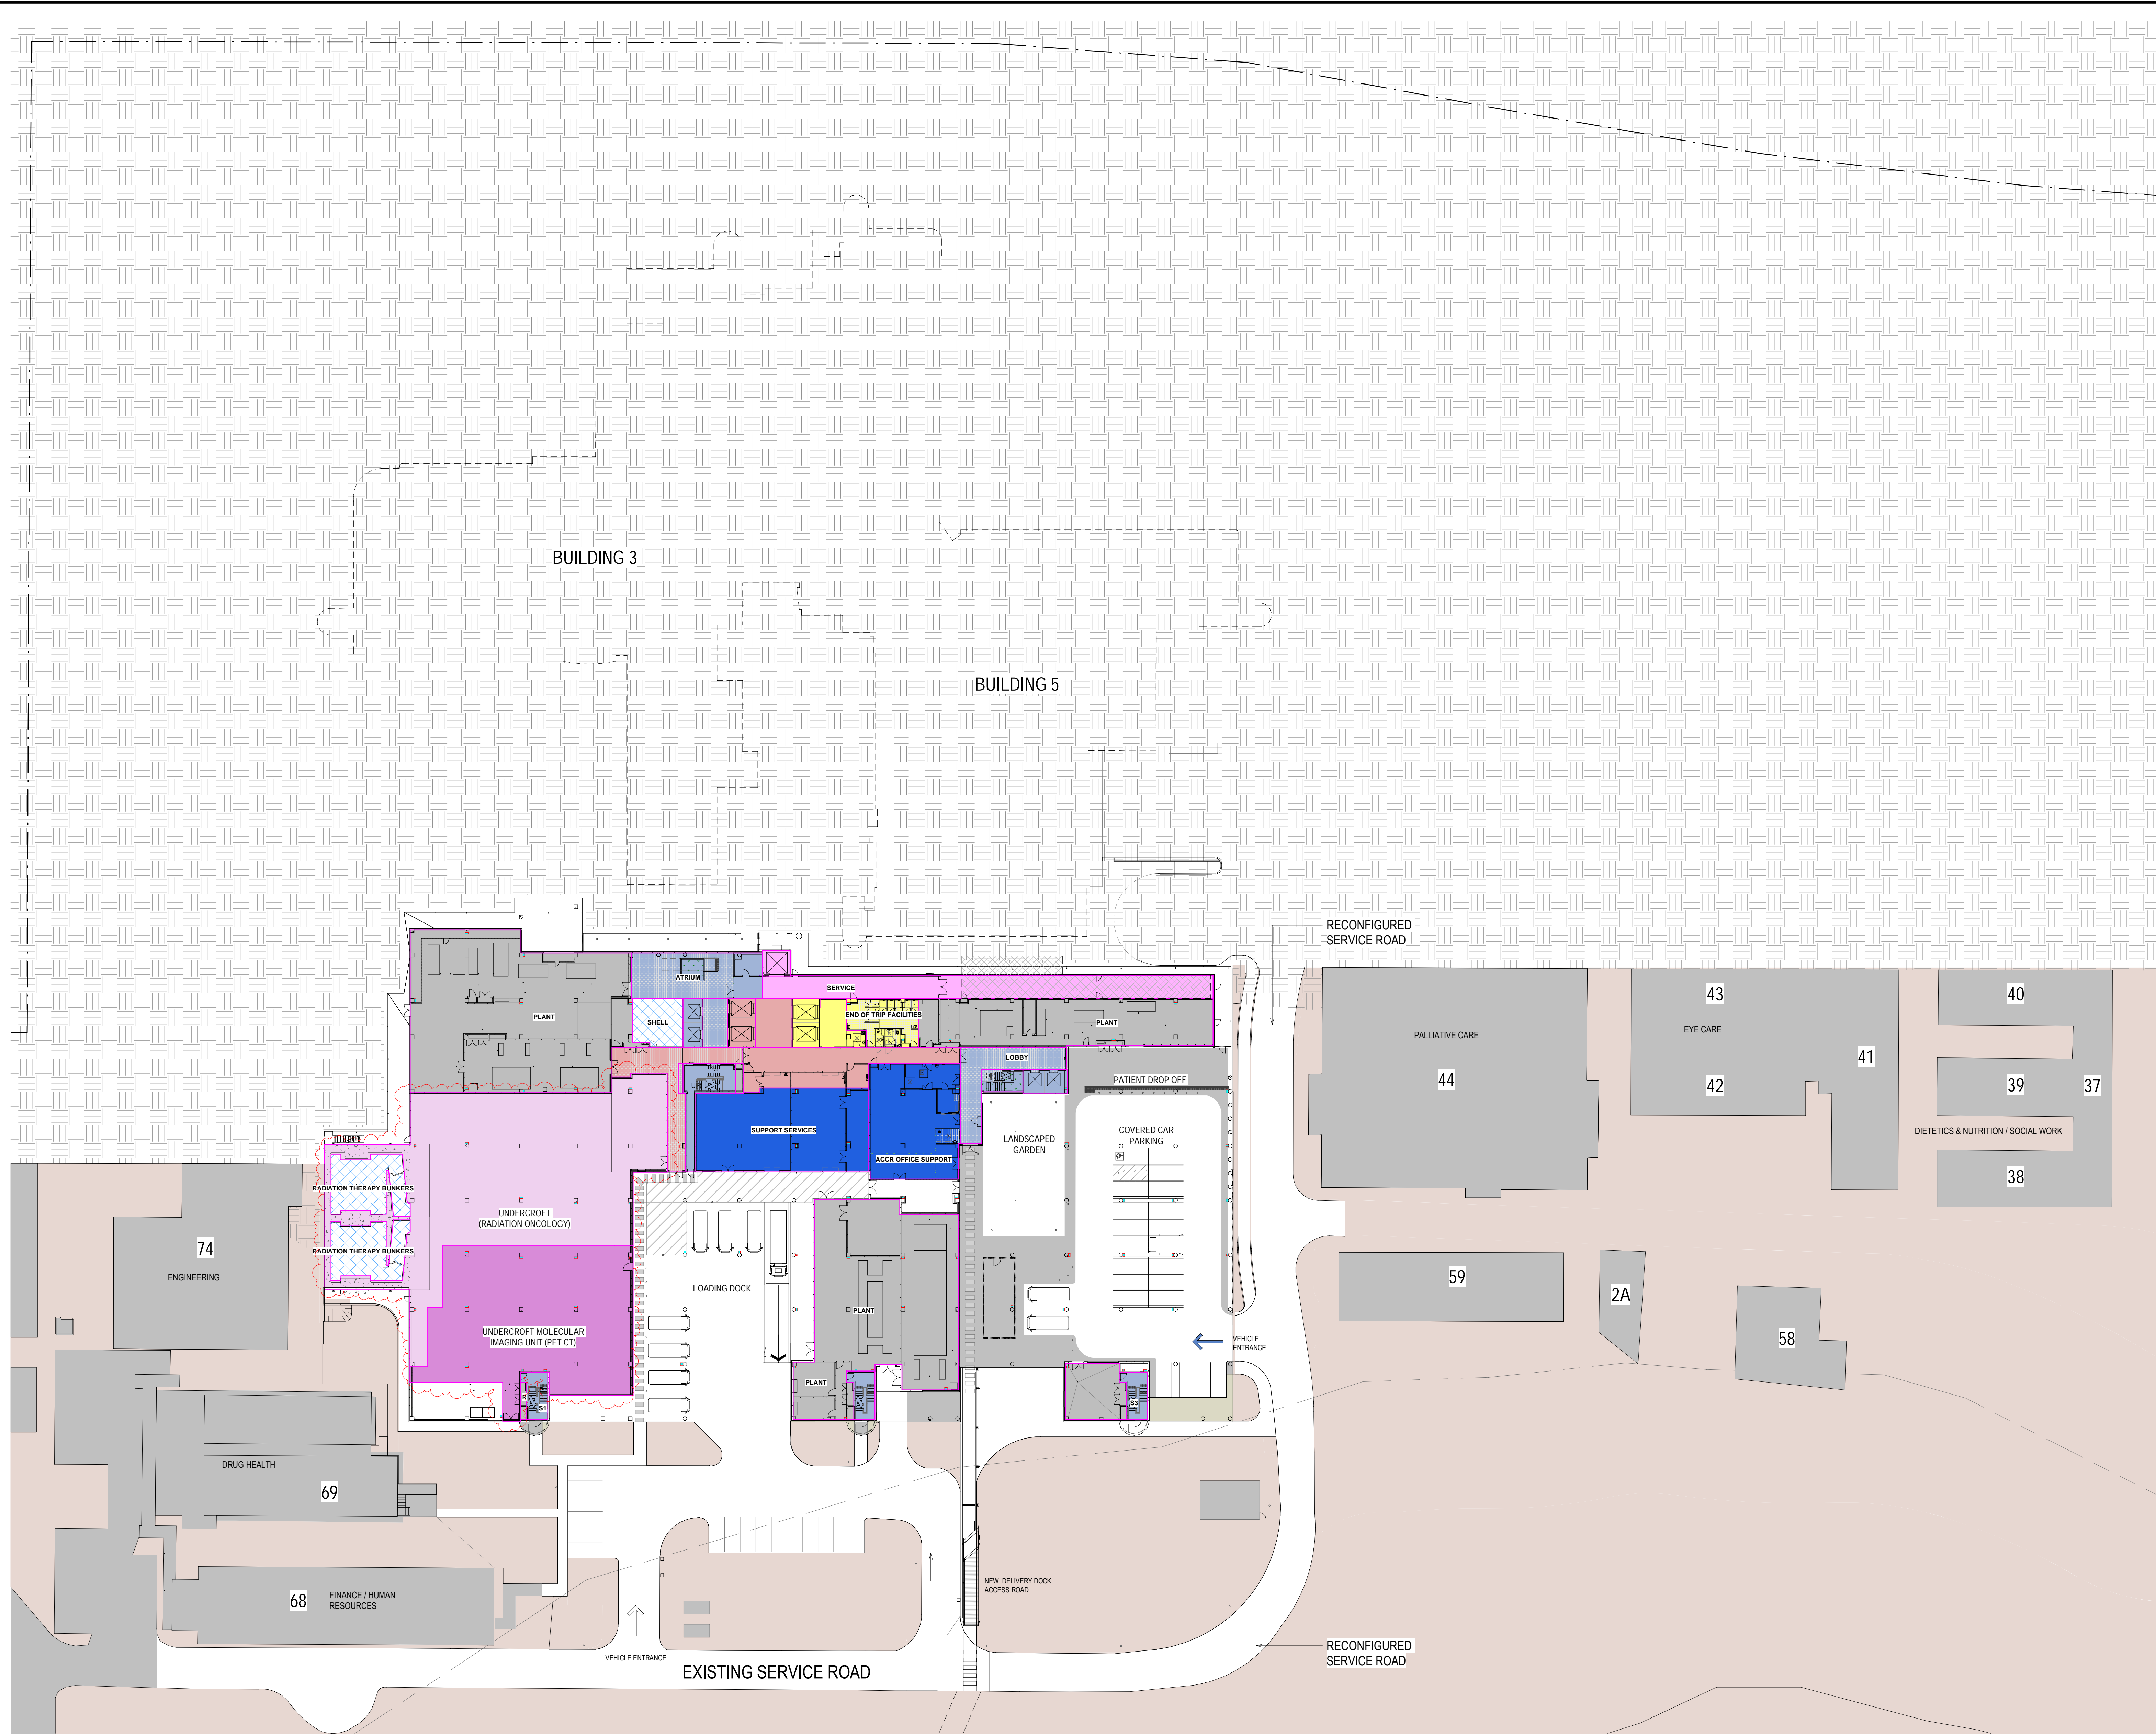 BUILDING 3
BUILDING 5
RECONFIGURED
SERVICE ROAD
ATRIUM
SERVICE
SHELL
PLANT
END OF TRIP FACILITIES
PLANT
LOBBY
PATIENT DROP OFF
43
40
EYE CARE
PALLIATIVE CARE
44
41
42
39
37
COVERED CAR
PARKING
SUPPORT SERVICES
LANDSCAPED
GARDEN
DIETETICS & NUTRITION / SOCIAL WORK
ACCR OFFICE SUPPORT
38
RADIATION THERAPY BUNKERS
UNDERCROFT
(RADIATION ONCOLOGY)
RADIATION THERAPY BUNKERS
74
ENGINEERING
LOADING DOCK
59
2A
PLANT
UNDERCROFT MOLECULAR
IMAGING UNIT (PET CT)
VEHICLE
ENTRANCE
58
PLANT
R
S1
S3
DRUG HEALTH
69
68
FINANCE / HUMAN
RESOURCES
NEW DELIVERY DOCK
ACCESS ROAD
RECONFIGURED
SERVICE ROAD
VEHICLE ENTRANCE
EXISTING SERVICE ROAD